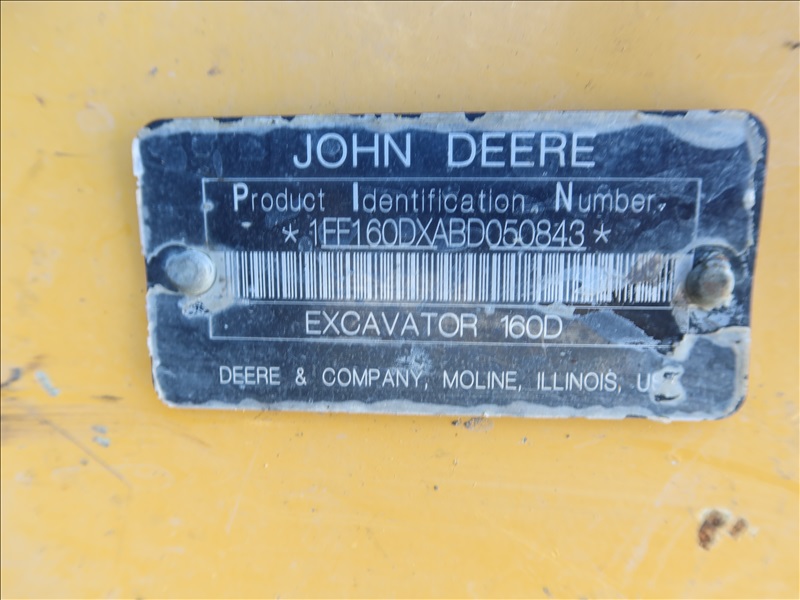 JOHN DEERE
Product Identification Number
*1FF160DXABD050843*
EXCAVATOR 160D
DEERE & COMPANY, MOLINE, ILLINOIS,